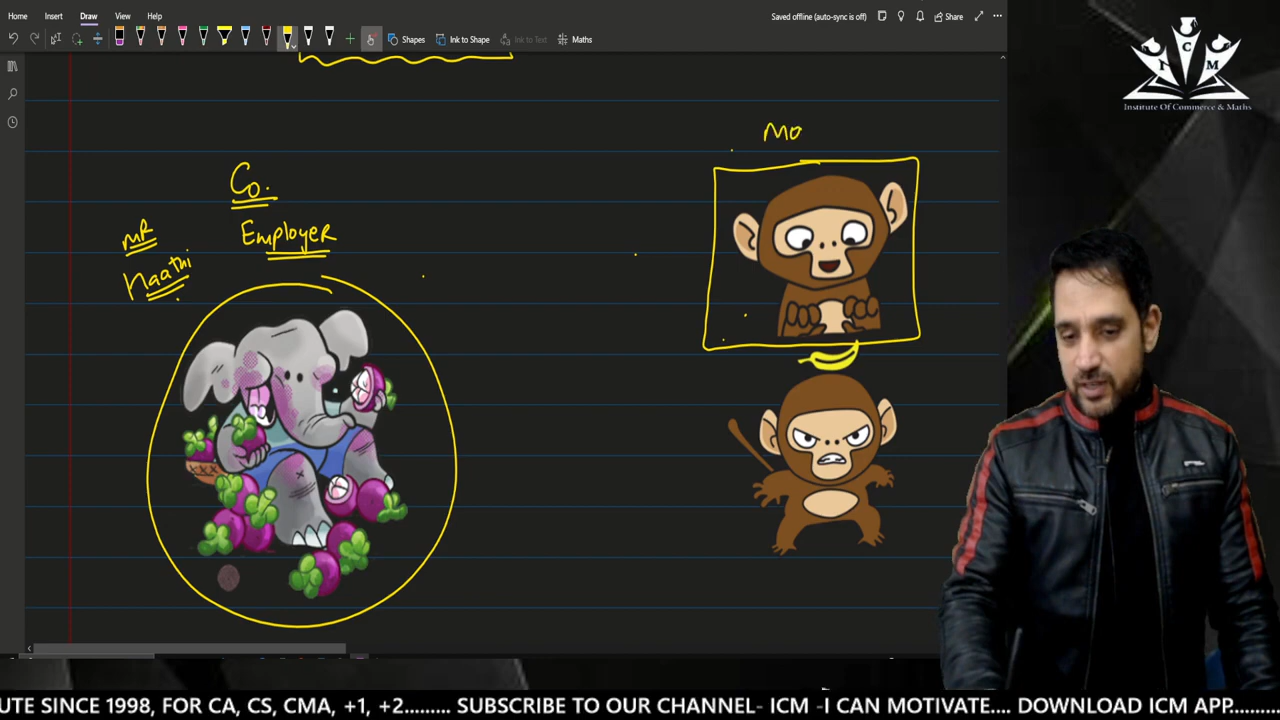 Home Insert Draw View Help
Saved offline (auto-sync is off) Share
Shapes Ink to Shape Ink to Text Maths
I C M
Institute Of Commerce & Maths
Mo
Co.
Employer
MR
Haathi
UTE SINCE 1998, FOR CA, CS, CMA, +1, +2......... SUBSCRIBE TO OUR CHANNEL- ICM -I CAN MOTIVATE.... DOWNLOAD ICM APP..........